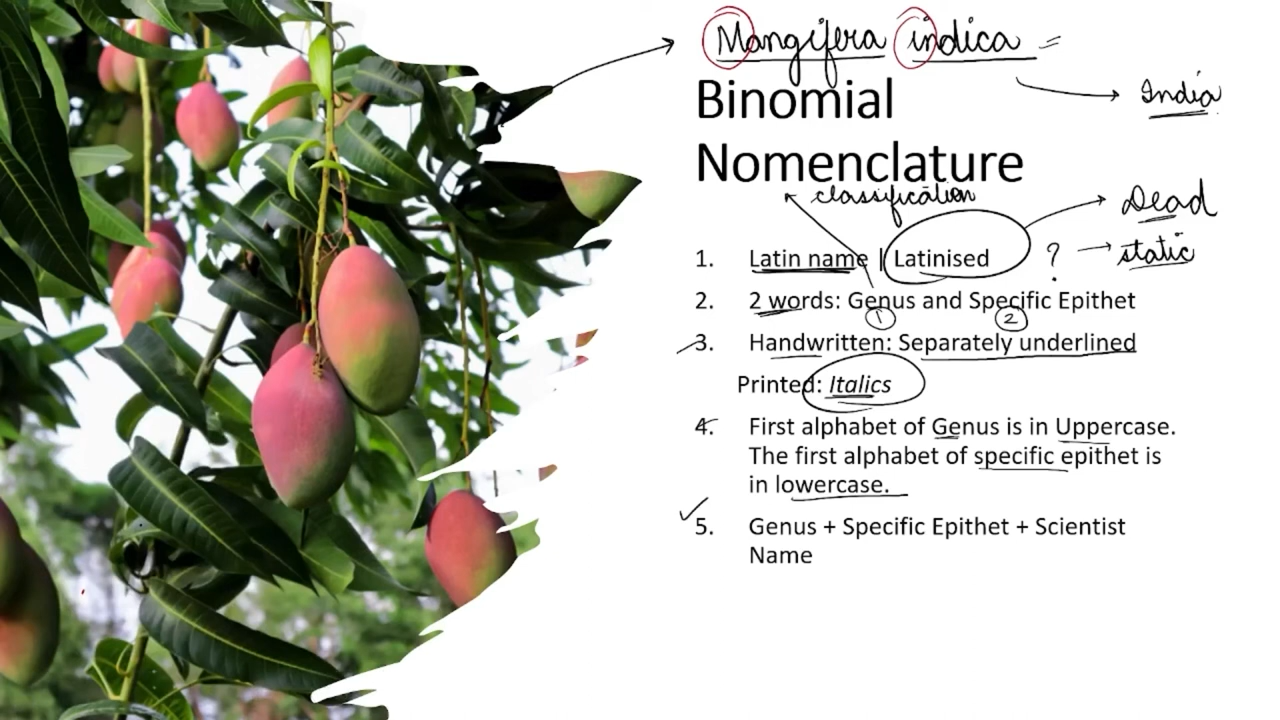 Mangifera indica =
India
Binomial
Nomenclature
classification
Dead
1. Latin name | Latinised ? → static
2. 2 words: Genus and Specific Epithet
1 2
3. Handwritten: Separately underlined
Printed: Italics
4. First alphabet of Genus is in Uppercase.
The first alphabet of specific epithet is
in lowercase.
5. Genus + Specific Epithet + Scientist
Name